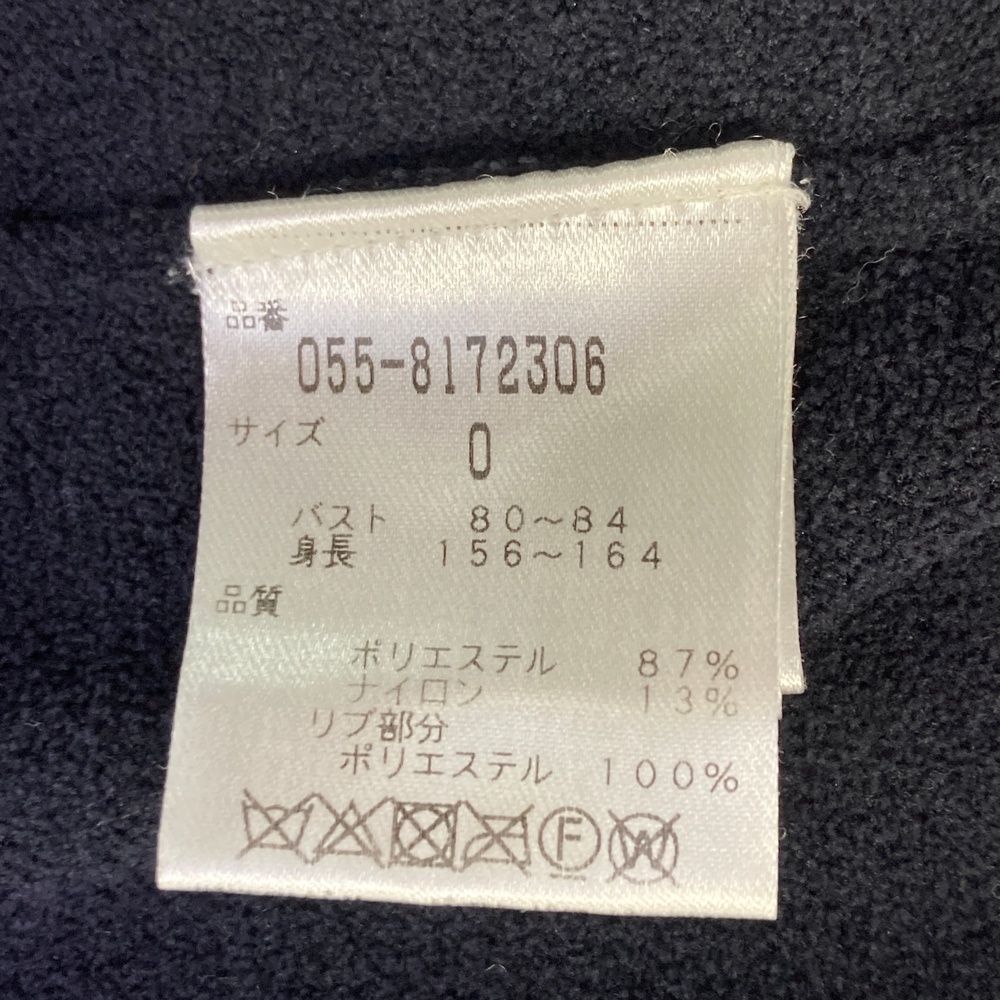 品番
055-8172306
サイズ 0
バスト 80～84
身長 156～164
品質
ポリエステル 87%
ナイロン 13%
リブ部分
ポリエステル 100%
F W